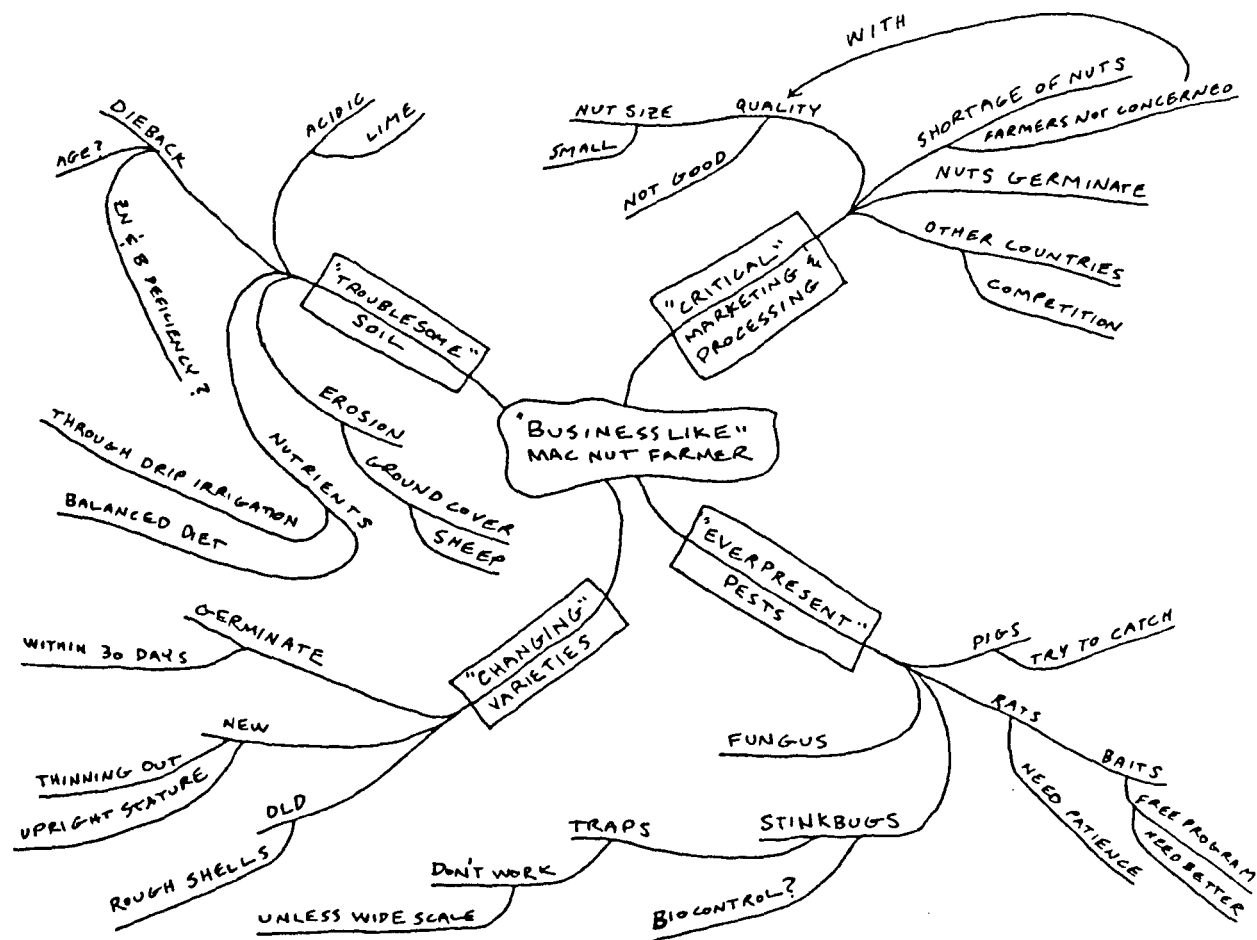 "BUSINESSLIKE"
MAC NUT FARMER
"TROUBLESOME"
SOIL
DIEBACK
AGE?
ZN & B DEFICIENCY?
ACIDIC
LIME
EROSION
GROUND COVER
SHEEP
NUTRIENTS
THROUGH DRIP IRRIGATION
BALANCED DIET
"CRITICAL"
MARKETING &
PROCESSING
QUALITY
NUT SIZE
SMALL
NOT GOOD
WITH
SHORTAGE OF NUTS
FARMERS NOT CONCERNED
NUTS GERMINATE
OTHER COUNTRIES
COMPETITION
"EVERPRESENT"
PESTS
PIGS
TRY TO CATCH
RATS
BAITS
FREE PROGRAM
NEED BETTER
NEED PATIENCE
FUNGUS
STINKBUGS
TRAPS
DON'T WORK
UNLESS WIDE SCALE
BIOCONTROL?
"CHANGING"
VARIETIES
GERMINATE
WITHIN 30 DAYS
NEW
THINNING OUT
UPRIGHT STATURE
OLD
ROUGH SHELLS